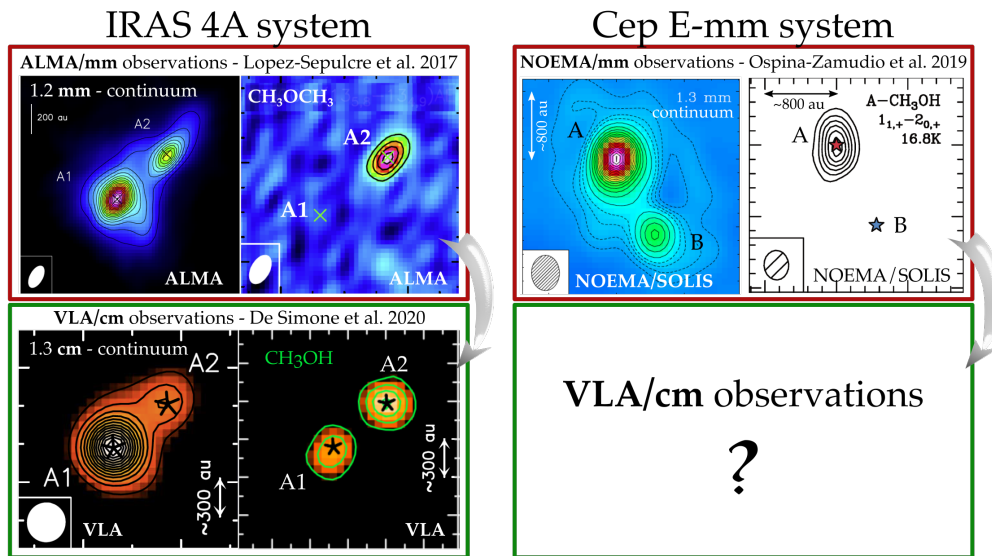 IRAS 4A system
ALMA/mm observations - Lopez-Sepulcre et al. 2017
1.2 mm - continuum
200 au
A2
A1
ALMA
CH₃OCH₃
A2
A1
ALMA
VLA/cm observations - De Simone et al. 2020
1.3 cm - continuum
A2
A1
~300 au
VLA
CH₃OH
A2
A1
~300 au
VLA
Cep E-mm system
NOEMA/mm observations - Ospina-Zamudio et al. 2019
1.3 mm
continuum
~800 au
A
B
NOEMA/SOLIS
~800 au
A-CH₃OH
1₁,₊-2₀,₊
16.8K
A
B
NOEMA/SOLIS
VLA/cm observations
?